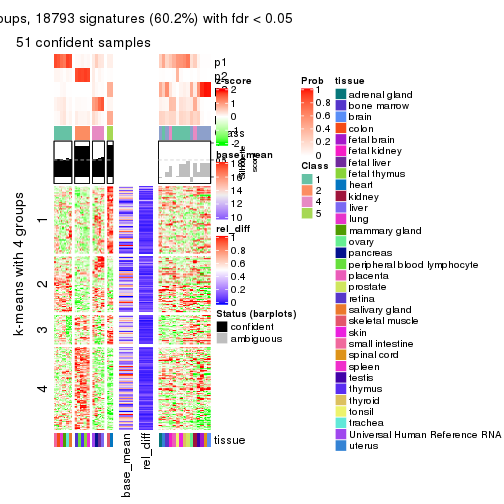 oups, 18793 signatures (60.2%) with fdr < 0.05
51 confident samples
p1
p2
z-score
2
1
0
-1
-2
class
base_mean
18
16
14
12
10
rel_diff
1
0.8
0.6
0.4
0.2
0
Status (barplots)
confident
ambiguous
Prob
1
0.8
0.6
0.4
0.2
0
Class
1
2
4
5
tissue
adrenal gland
bone marrow
brain
colon
fetal brain
fetal kidney
fetal liver
fetal thymus
heart
kidney
liver
lung
mammary gland
ovary
pancreas
peripheral blood lymphocyte
placenta
prostate
retina
salivary gland
skeletal muscle
skin
small intestine
spinal cord
spleen
testis
thymus
thyroid
tonsil
trachea
Universal Human Reference RNA
uterus
k-means with 4 groups
1
2
3
4
tissue
base_mean
rel_diff